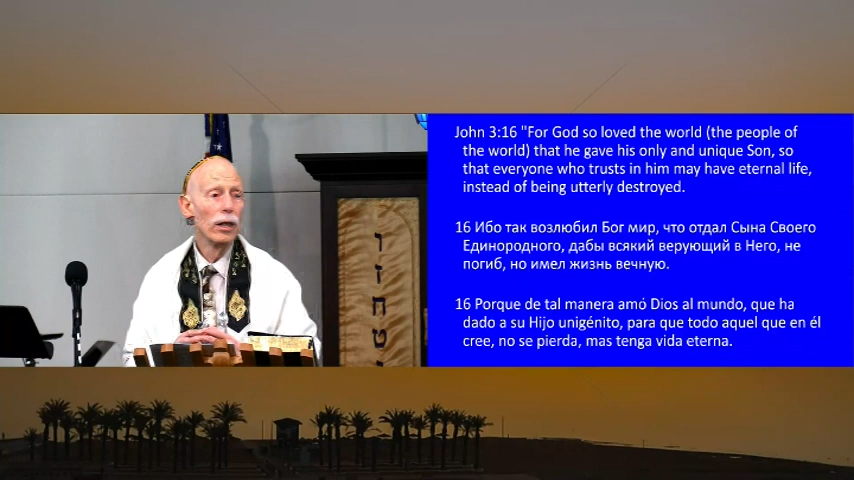 John 3:16 "For God so loved the world (the people of
the world) that he gave his only and unique Son, so
that everyone who trusts in him may have eternal life,
instead of being utterly destroyed.
16 Ибо так возлюбил Бог мир, что отдал Сына Своего
Единородного, дабы всякий верующий в Него, не
погиб, но имел жизнь вечную.
16 Porque de tal manera amó Dios al mundo, que ha
dado a su Hijo unigénito, para que todo aquel que en él
cree, no se pierda, mas tenga vida eterna.